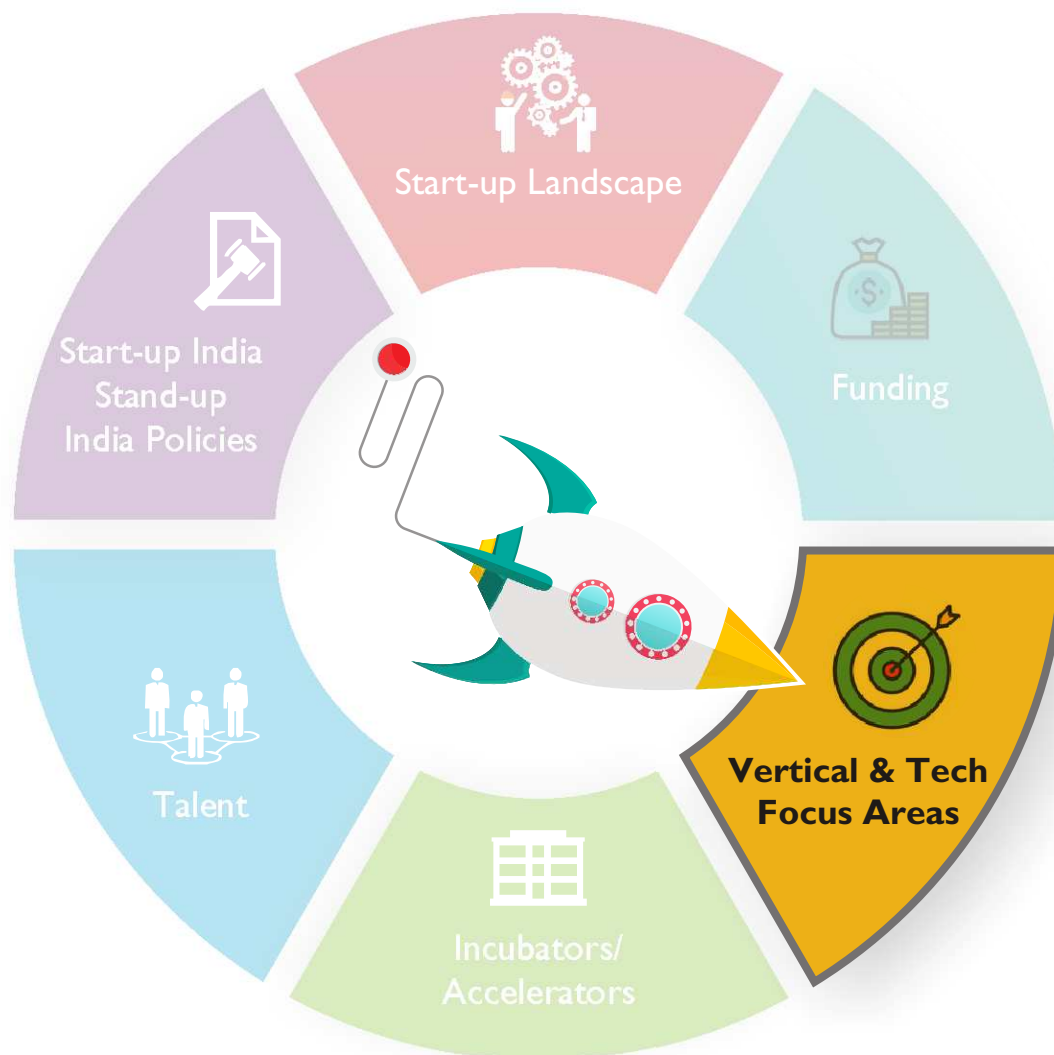 Start-up Landscape
$
Funding
Vertical & Tech
Focus Areas
Incubators/
Accelerators
Talent
Start-up India
Stand-up
India Policies